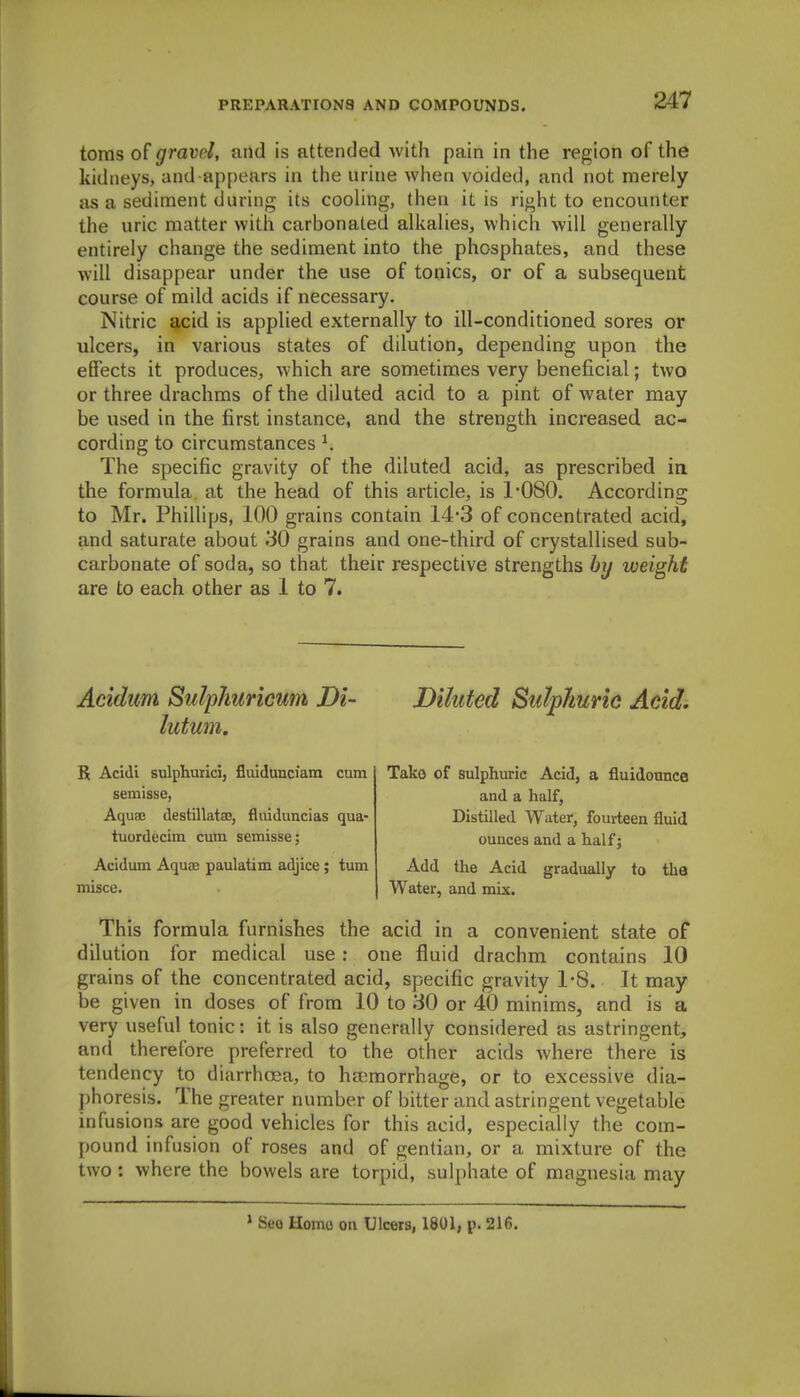 PREPARATIONS AND COMPOUNDS. 247
toms of gravel, and is attended with pain in the region of the
kidneys, and appears in the urine when voided, and not merely
as a sediment during its cooling, then it is right to encounter
the uric matter with carbonated alkalies, which will generally
entirely change the sediment into the phosphates, and these
will disappear under the use of tonics, or of a subsequent
course of mild acids if necessary.
Nitric acid is applied externally to ill-conditioned sores or
ulcers, in various states of dilution, depending upon the
effects it produces, which are sometimes very beneficial; two
or three drachms of the diluted acid to a pint of water may
be used in the first instance, and the strength increased ac-
cording to circumstances ¹.
The specific gravity of the diluted acid, as prescribed in
the formula at the head of this article, is 1·080. According
to Mr. Phillips, 100 grains contain 14·3 of concentrated acid,
and saturate about 30 grains and one-third of crystallised sub-
carbonate of soda, so that their respective strengths by weight
are to each other as 1 to 7.
Acidum Sulphuricum Di-
lutum.
℞ Acidi sulphurici, fluidunciam cum
semisse,
Aquæ destillatæ, fluiduncias qua-
tuordecim cum semisse;
Acidum Aquæ paulatim adjice; tum
misce.
Diluted Sulphuric Acid.
Take of sulphuric Acid, a fluidounce
and a half,
Distilled Water, fourteen fluid
ounces and a half;
Add the Acid gradually to the
Water, and mix.
This formula furnishes the acid in a convenient state of
dilution for medical use: one fluid drachm contains 10
grains of the concentrated acid, specific gravity 1·8. It may
be given in doses of from 10 to 30 or 40 minims, and is a
very useful tonic: it is also generally considered as astringent,
and therefore preferred to the other acids where there is
tendency to diarrhœa, to hæmorrhage, or to excessive dia-
phoresis. The greater number of bitter and astringent vegetable
infusions are good vehicles for this acid, especially the com-
pound infusion of roses and of gentian, or a mixture of the
two: where the bowels are torpid, sulphate of magnesia may
¹ See Home on Ulcers, 1801, p. 216.